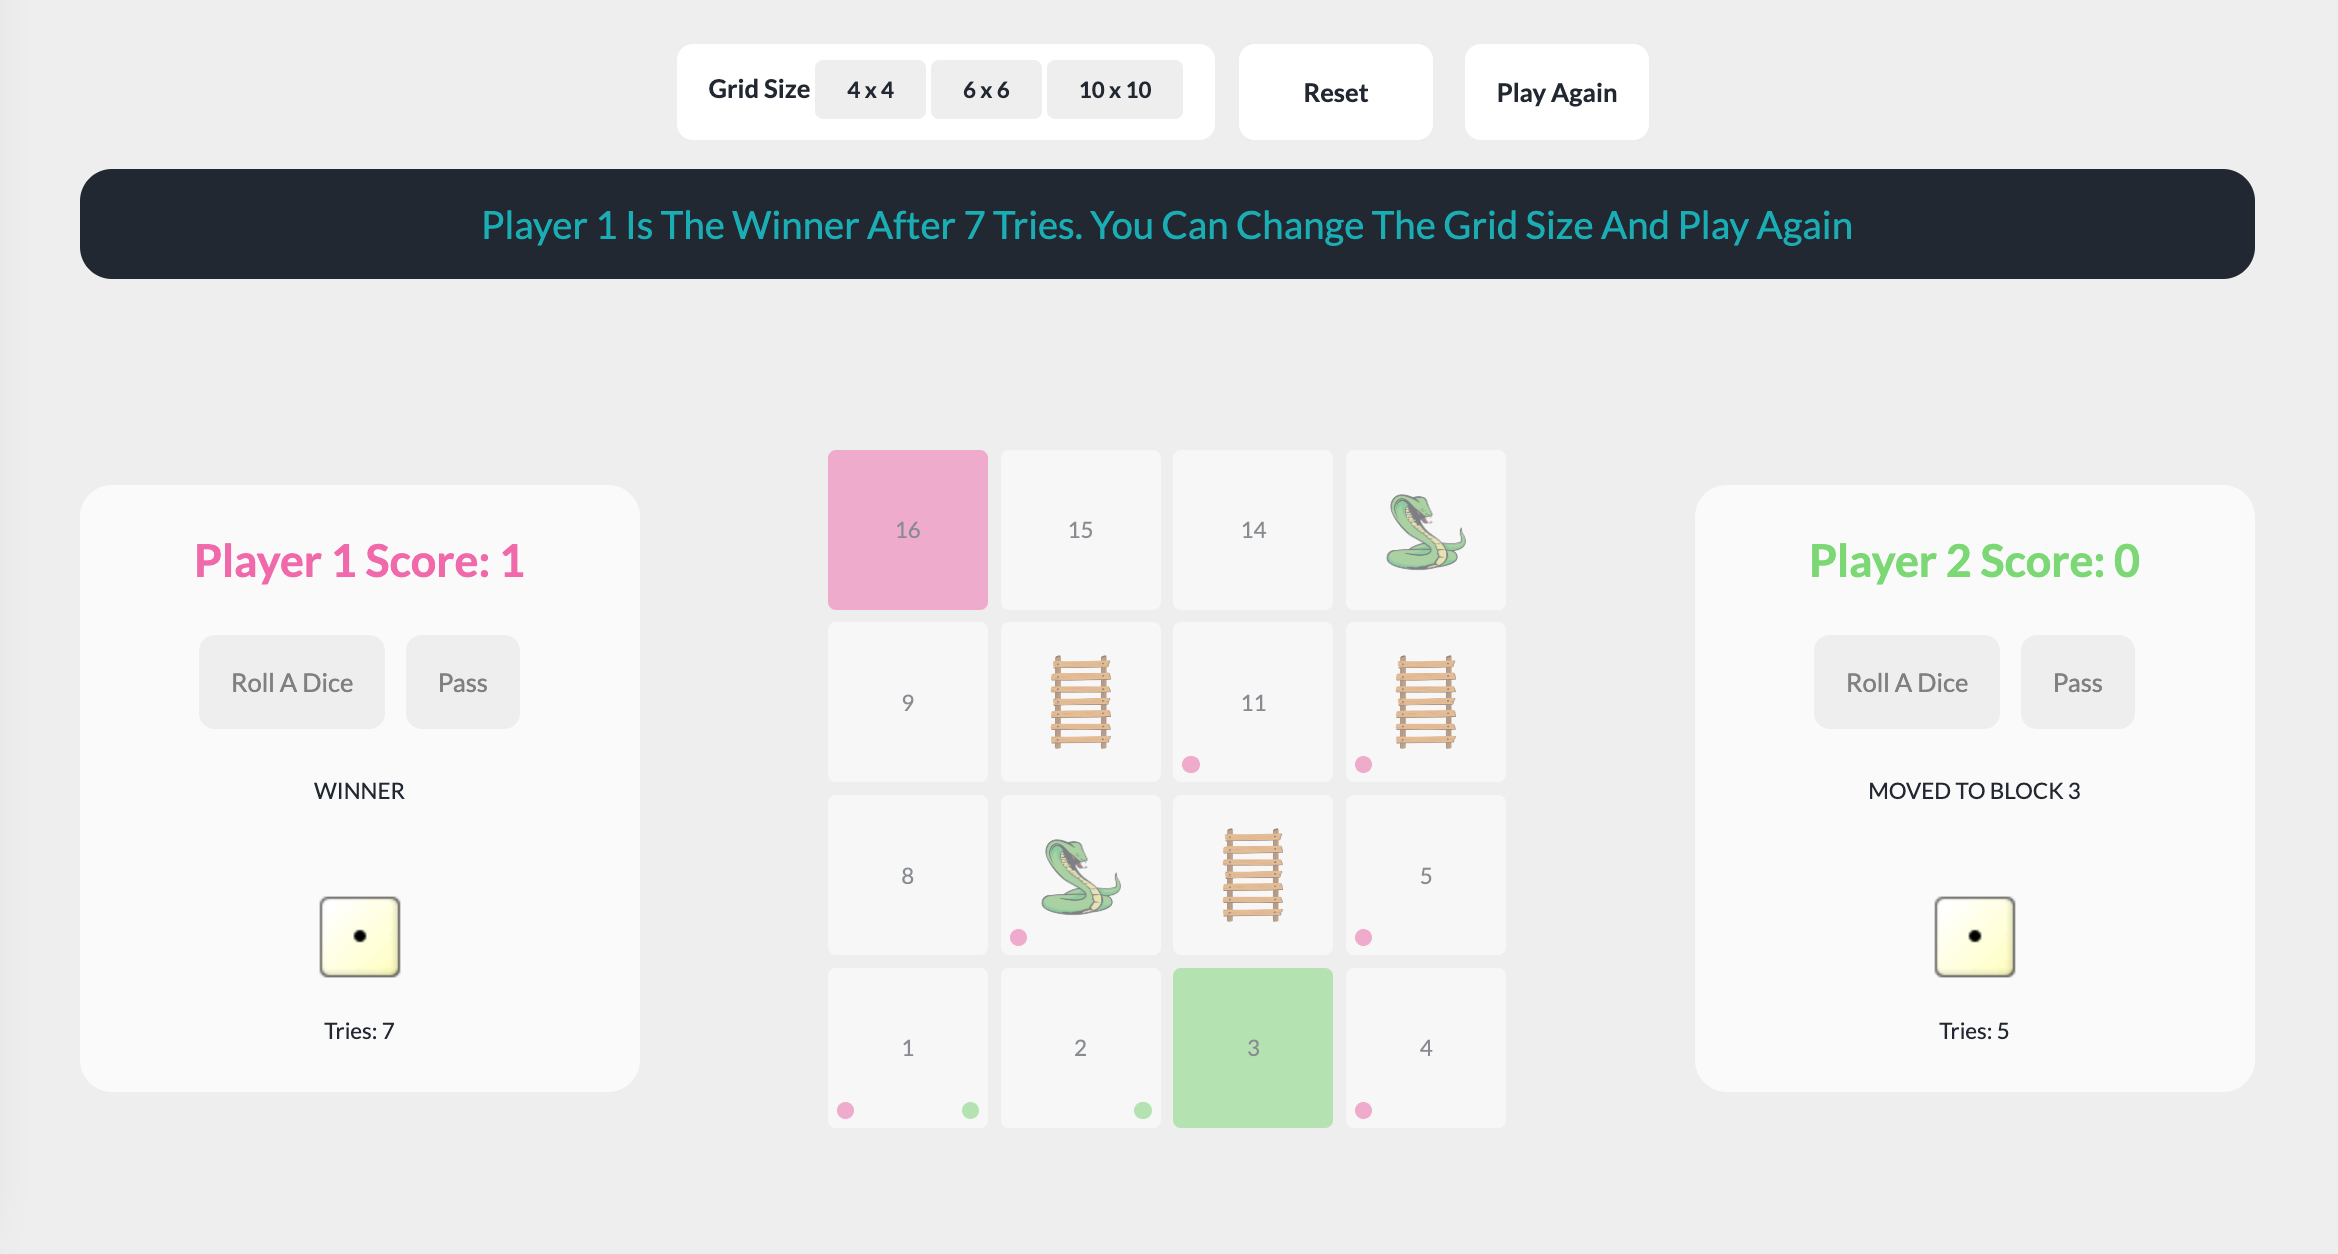 Grid Size 4 x 4 6 x 6 10 x 10 Reset Play Again
Player 1 Is The Winner After 7 Tries. You Can Change The Grid Size And Play Again
Player 1 Score: 1
Roll A Dice Pass
WINNER
Tries: 7
16 15 14
9 11
8 5
1 2 3 4
Player 2 Score: 0
Roll A Dice Pass
MOVED TO BLOCK 3
Tries: 5